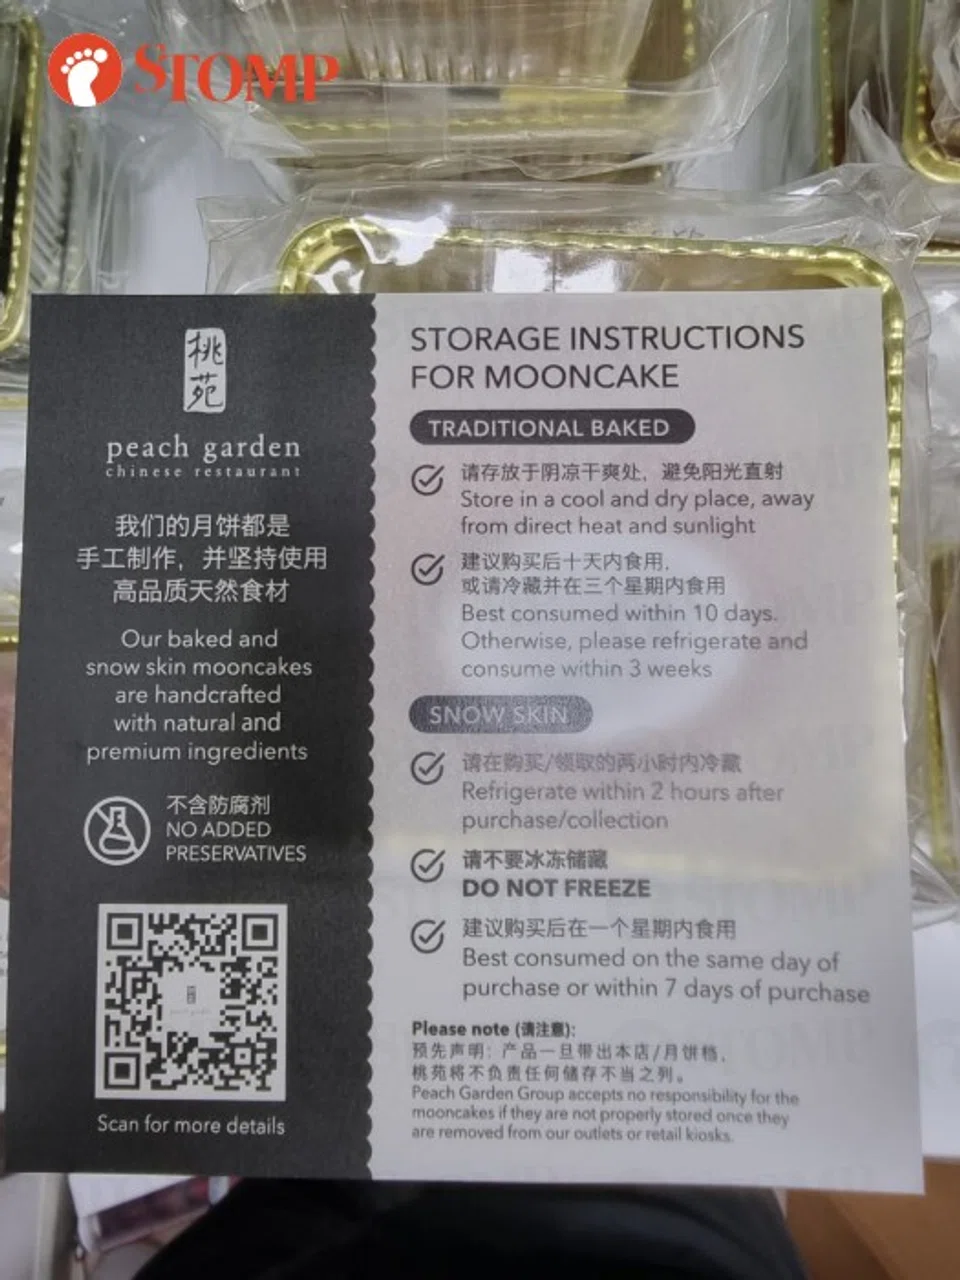 STOMP
桃苑
peach garden
chinese restaurant
我们的月饼都是
手工制作，并坚持使用
高品质天然食材
Our baked and
snow skin mooncakes
are handcrafted
with natural and
premium ingredients
不含防腐剂
NO ADDED
PRESERVATIVES
Scan for more details
STORAGE INSTRUCTIONS
FOR MOONCAKE
TRADITIONAL BAKED
请存放于阴凉干爽处，避免阳光直射
Store in a cool and dry place, away
from direct heat and sunlight
建议购买后十天内食用，
或请冷藏并在三个星期内食用
Best consumed within 10 days.
Otherwise, please refrigerate and
consume within 3 weeks
SNOW SKIN
请在购买/领取的两小时内冷藏
Refrigerate within 2 hours after
purchase/collection
请不要冰冻储藏
DO NOT FREEZE
建议购买后在一个星期内食用
Best consumed on the same day of
purchase or within 7 days of purchase
Please note (请注意):
预先声明：产品一旦带出本店/月饼档，
桃苑将不负责任何储存不当之列。
Peach Garden Group accepts no responsibility for the
mooncakes if they are not properly stored once they
are removed from our outlets or retail kiosks.